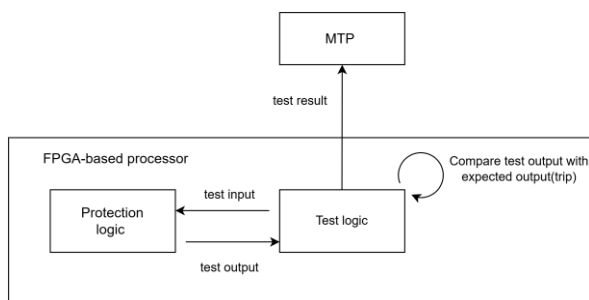 MTP
test result
FPGA-based processor
Compare test output with
expected output(trip)
test input
Protection
logic
Test logic
test output